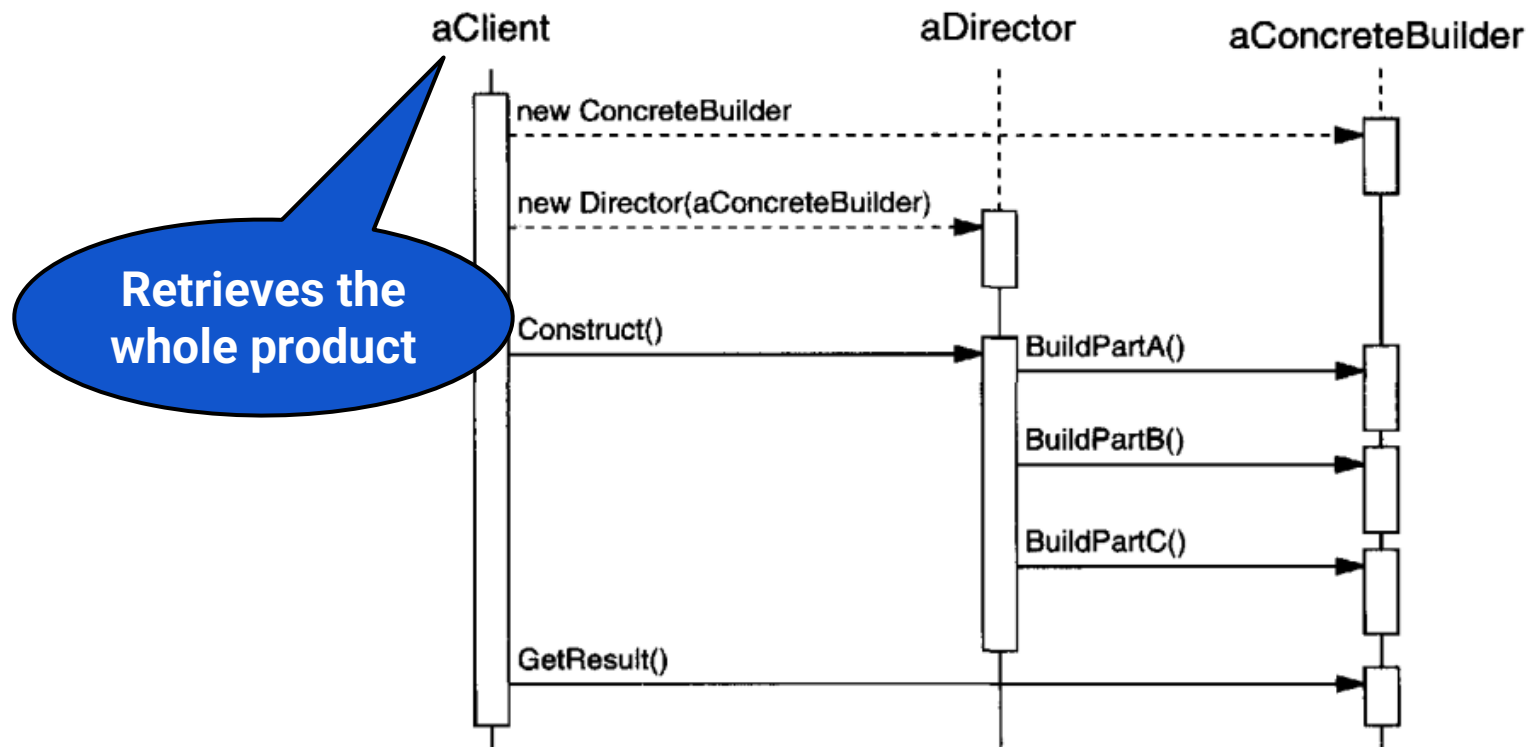 aClient
aDirector
aConcreteBuilder
new ConcreteBuilder
new Director(aConcreteBuilder)
Retrieves the
whole product
Construct()
BuildPartA()
BuildPartB()
BuildPartC()
GetResult()